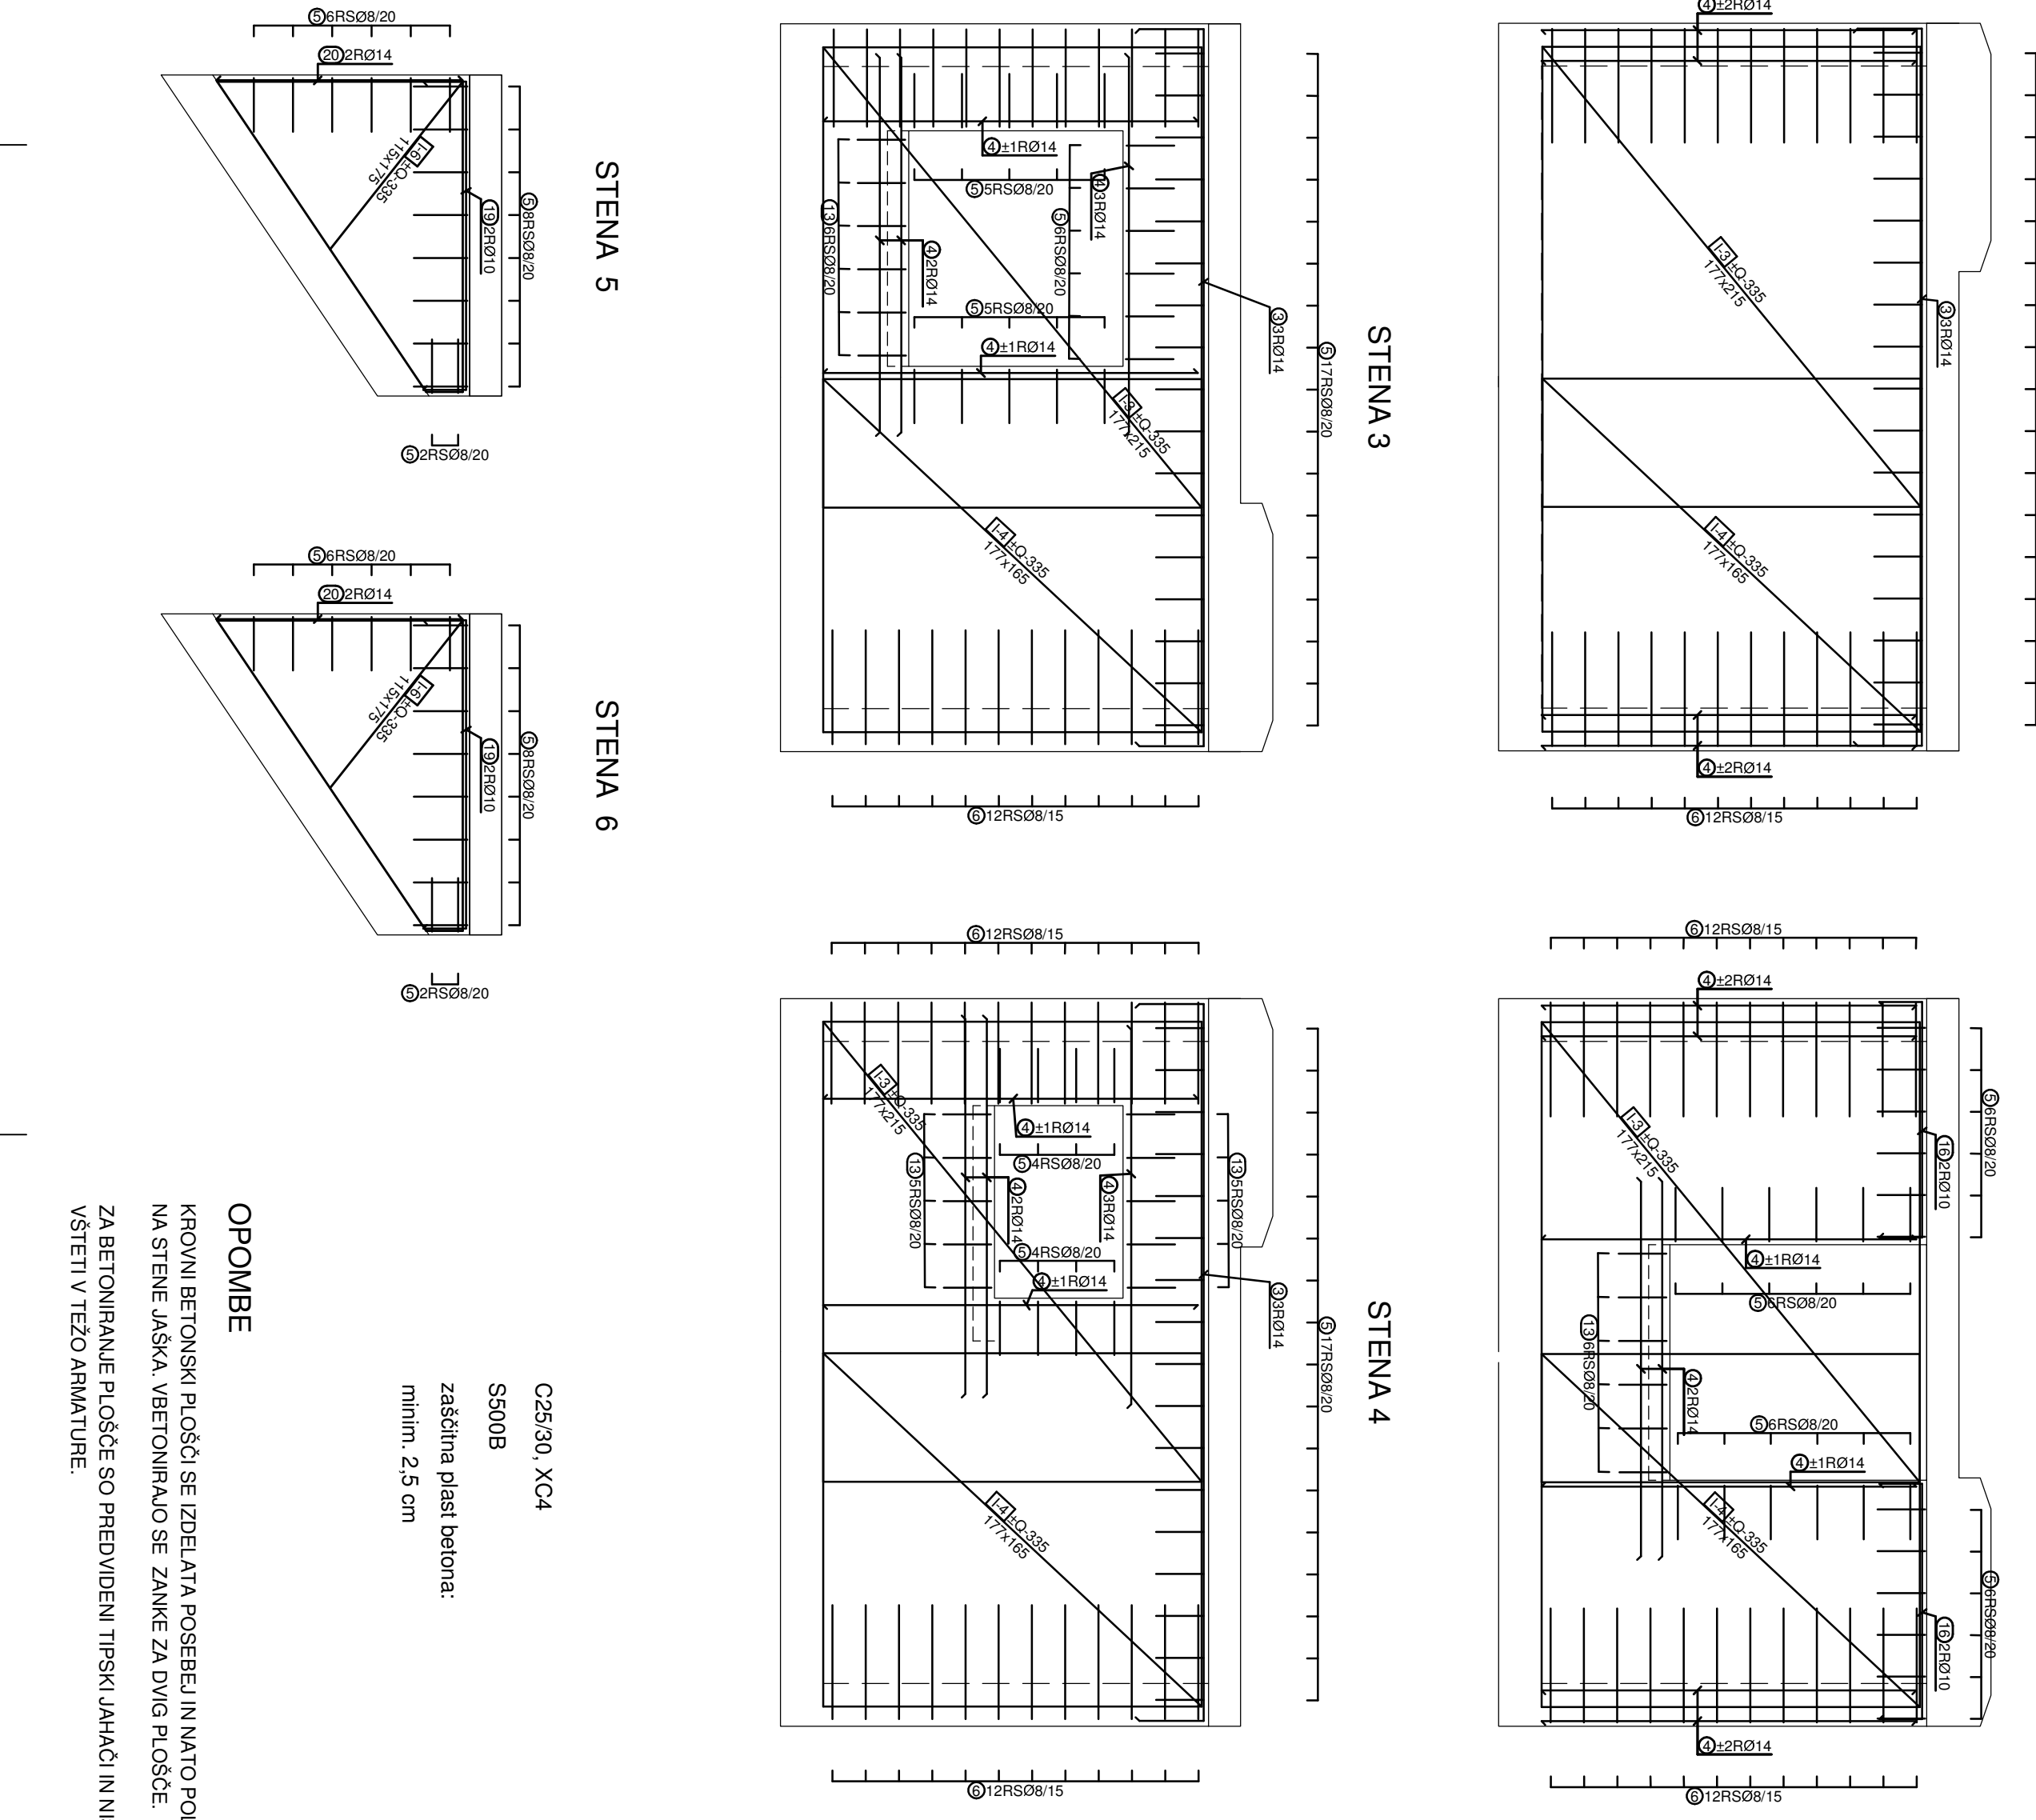 ⑤6RSØ8/20
⑳2RØ14
I-6 ±Q-335
115x175
⑲2RØ10
⑤8RSØ8/20
⑤2RSØ8/20
STENA 5
⑤6RSØ8/20
⑳2RØ14
I-6 ±Q-335
115x175
⑲2RØ10
⑤8RSØ8/20
⑤2RSØ8/20
STENA 6
④±1RØ14
⑤5RSØ8/20
④3RØ14
⑤6RSØ8/20
⑬6RSØ8/20
④2RØ14
⑤5RSØ8/20
④±1RØ14
③3RØ14
⑤17RSØ8/20
I-3 ±Q-335
177x215
I-4 ±Q-335
177x165
⑥12RSØ8/15
STENA 3
④±2RØ14
I-3 ±Q-335
177x215
③3RØ14
I-4 ±Q-335
177x165
④±2RØ14
⑥12RSØ8/15
⑥12RSØ8/15
I-3 ±Q-335
177x215
④±1RØ14
⑤4RSØ8/20
⑬5RSØ8/20
④2RØ14
④3RØ14
⑬5RSØ8/20
⑤4RSØ8/20
④±1RØ14
③3RØ14
⑤17RSØ8/20
I-4 ±Q-335
177x165
⑥12RSØ8/15
STENA 4
⑥12RSØ8/15
④±2RØ14
⑤6RSØ8/20
I-3 ±Q-335
177x215
⑯2RØ10
④±1RØ14
⑤6RSØ8/20
⑬6RSØ8/20
④2RØ14
⑤6RSØ8/20
④±1RØ14
I-4 ±Q-335
177x165
⑤6RSØ8/20
⑯2RØ10
④±2RØ14
⑥12RSØ8/15
C25/30, XC4
S500B
zaščitna plast betona:
minim. 2,5 cm
OPOMBE
KROVNI BETONSKI PLOŠČI SE IZDELATA POSEBEJ IN NATO
NA STENE JAŠKA. VBETONIRAJO SE ZANKE ZA DVIG PLOŠČE.
ZA BETONIRANJE PLOŠČE SO PREDVIDENI TIPSKI JAHAČI IN
VŠTETI V TEŽO ARMATURE.